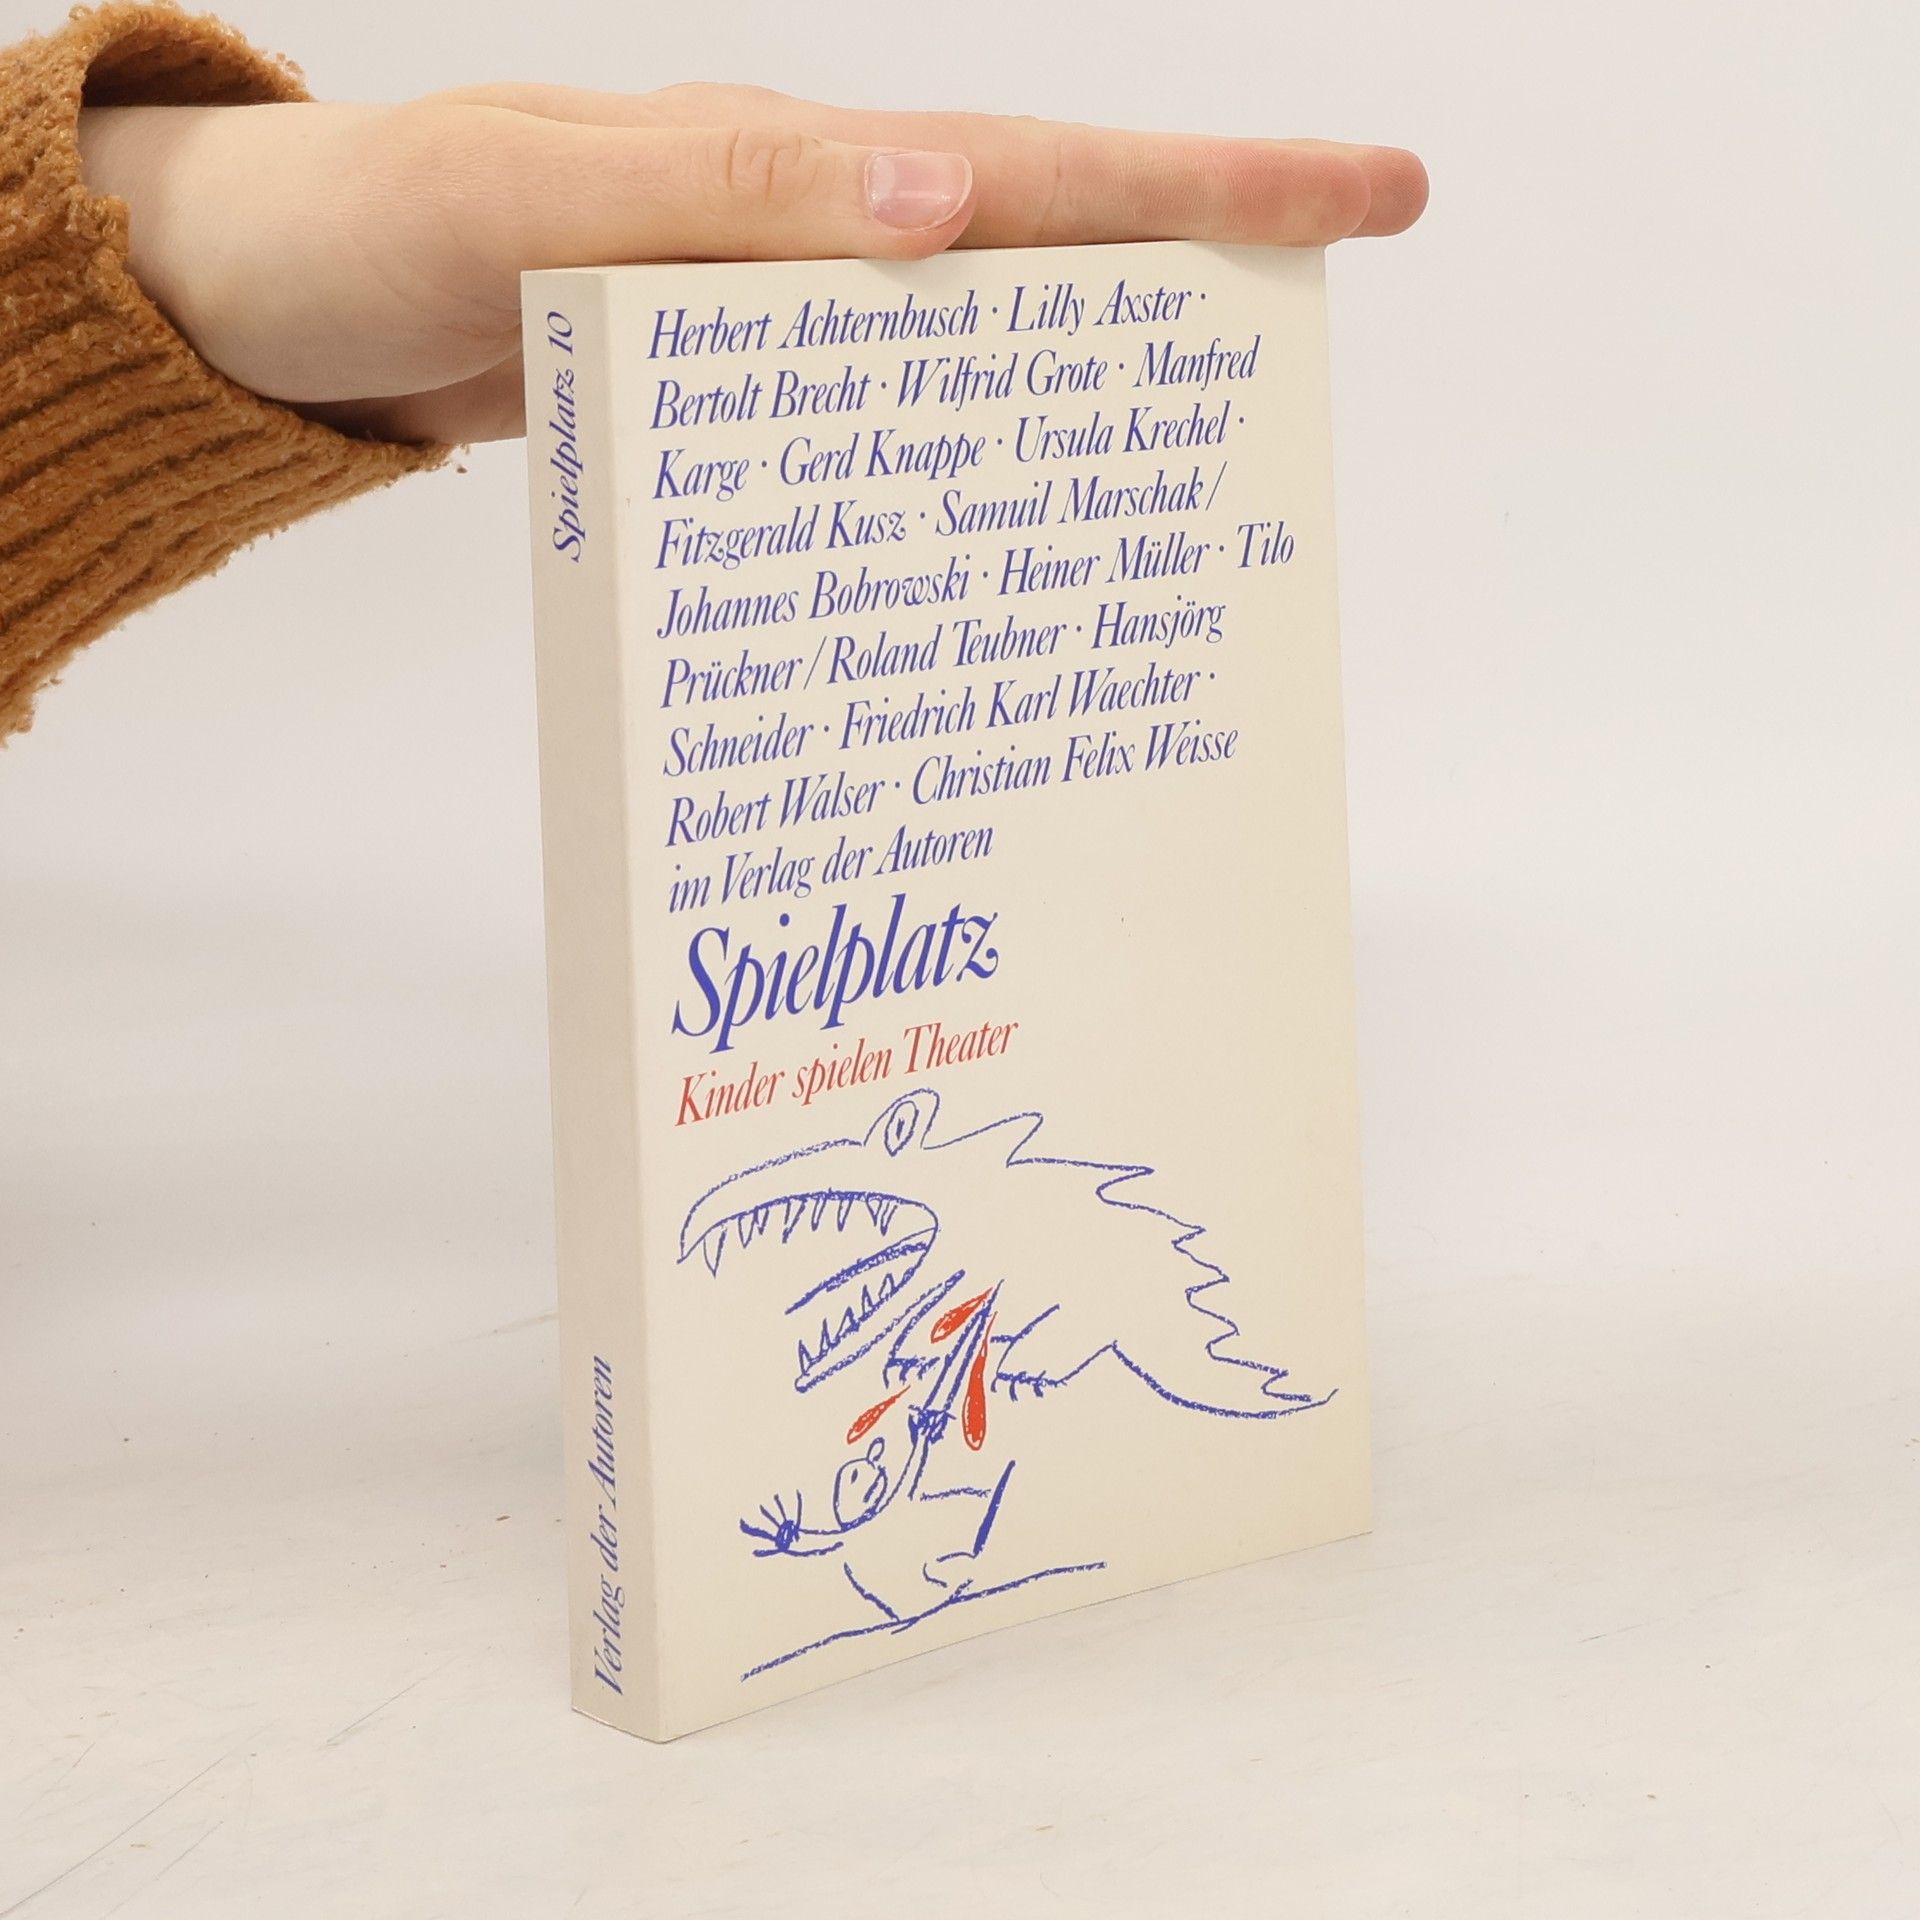 Spielplatz 10
Verlag der Autoren
Herbert Achternbusch · Lilly Axster ·
Bertolt Brecht · Wilfrid Grote · Manfred
Karge · Gerd Knappe · Ursula Krechel ·
Fitzgerald Kusz · Samuil Marschak /
Johannes Bobrowski · Heiner Müller · Tilo
Prückner / Roland Teubner · Hansjörg
Schneider · Friedrich Karl Waechter ·
Robert Walser · Christian Felix Weisse
im Verlag der Autoren
Spielplatz
Kinder spielen Theater